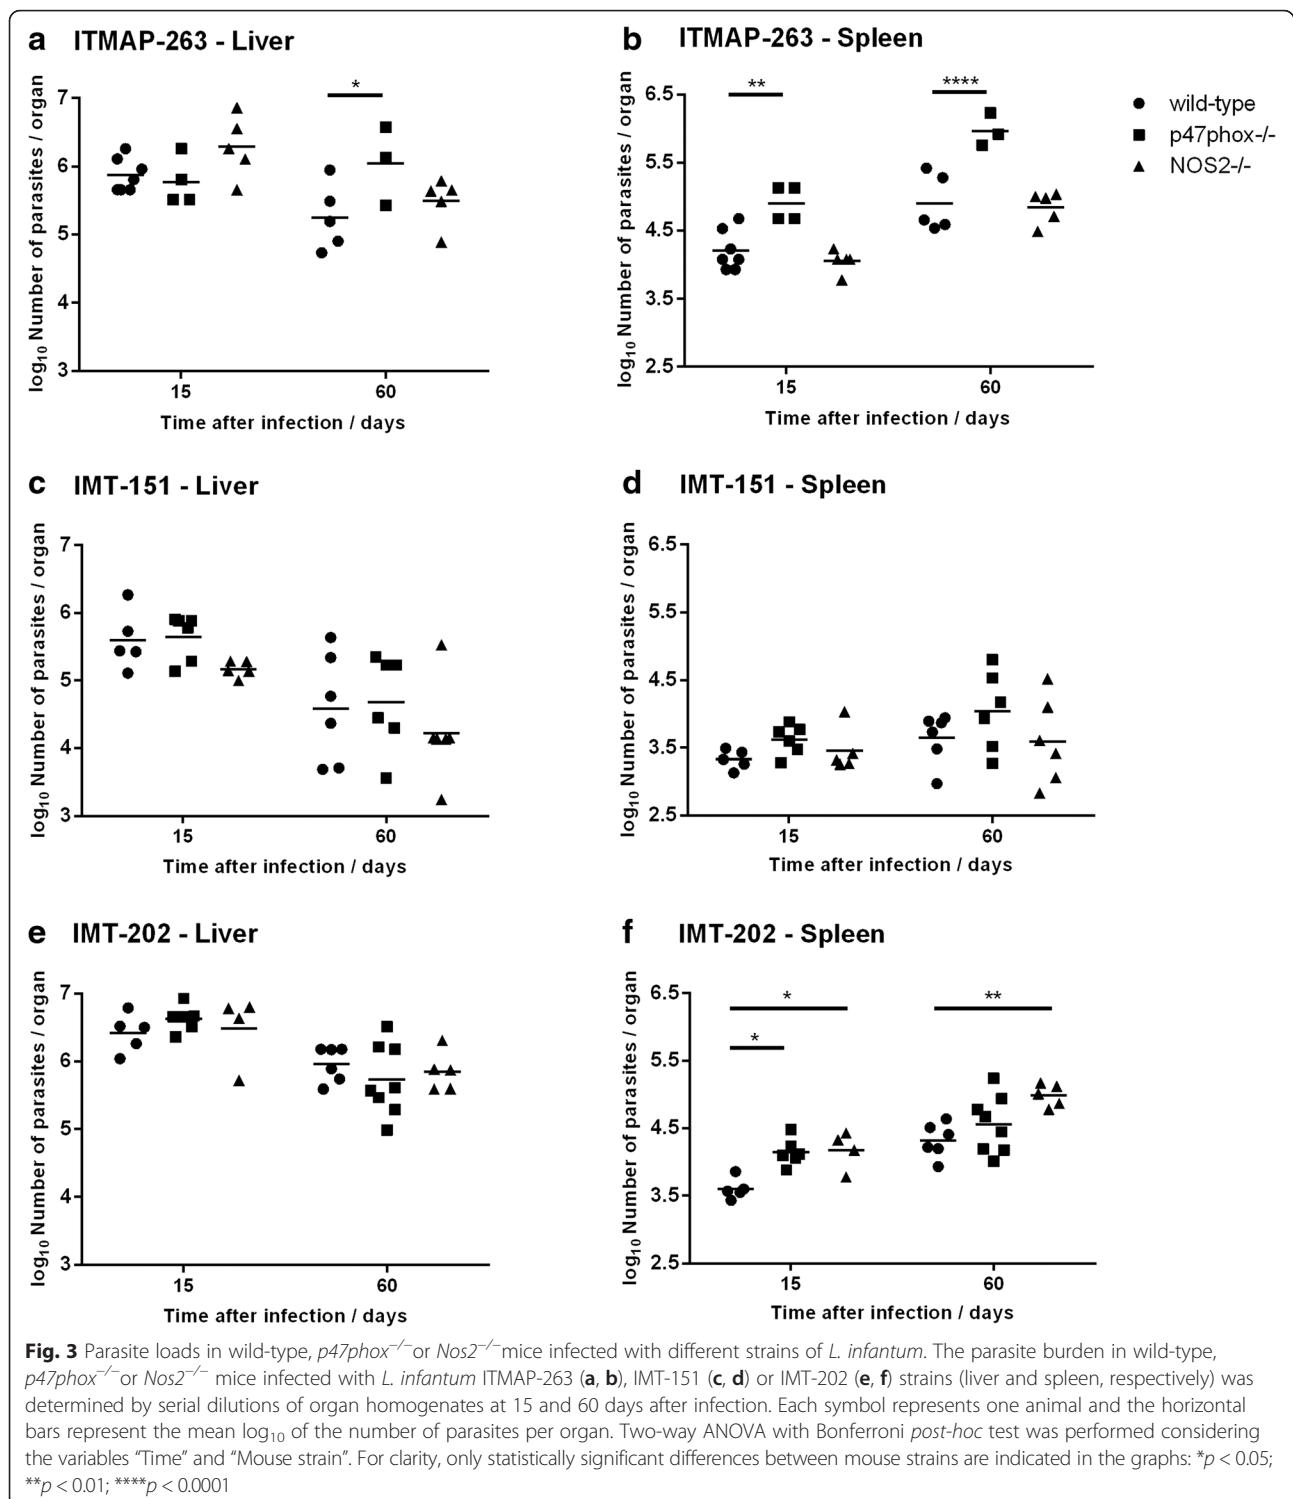 a ITMAP-263 - Liver
*
7
6
5
4
3
log10 Number of parasites / organ
15 60
Time after infection / days
b ITMAP-263 - Spleen
** ****
6.5
5.5
4.5
3.5
2.5
log10 Number of parasites / organ
15 60
Time after infection / days
wild-type
p47phox-/-
NOS2-/-
c IMT-151 - Liver
7
6
5
4
3
log10 Number of parasites / organ
15 60
Time after infection / days
d IMT-151 - Spleen
6.5
5.5
4.5
3.5
2.5
log10 Number of parasites / organ
15 60
Time after infection / days
e IMT-202 - Liver
7
6
5
4
3
log10 Number of parasites / organ
15 60
Time after infection / days
f IMT-202 - Spleen
* **
*
6.5
5.5
4.5
3.5
2.5
log10 Number of parasites / organ
15 60
Time after infection / days
Fig. 3 Parasite loads in wild-type, p47phox−/−or Nos2−/−mice infected with different strains of L. infantum. The parasite burden in wild-type,
p47phox−/−or Nos2−/− mice infected with L. infantum ITMAP-263 (a, b), IMT-151 (c, d) or IMT-202 (e, f) strains (liver and spleen, respectively) was
determined by serial dilutions of organ homogenates at 15 and 60 days after infection. Each symbol represents one animal and the horizontal
bars represent the mean log10 of the number of parasites per organ. Two-way ANOVA with Bonferroni post-hoc test was performed considering
the variables “Time” and “Mouse strain”. For clarity, only statistically significant differences between mouse strains are indicated in the graphs: *p < 0.05;
**p < 0.01; ****p < 0.0001